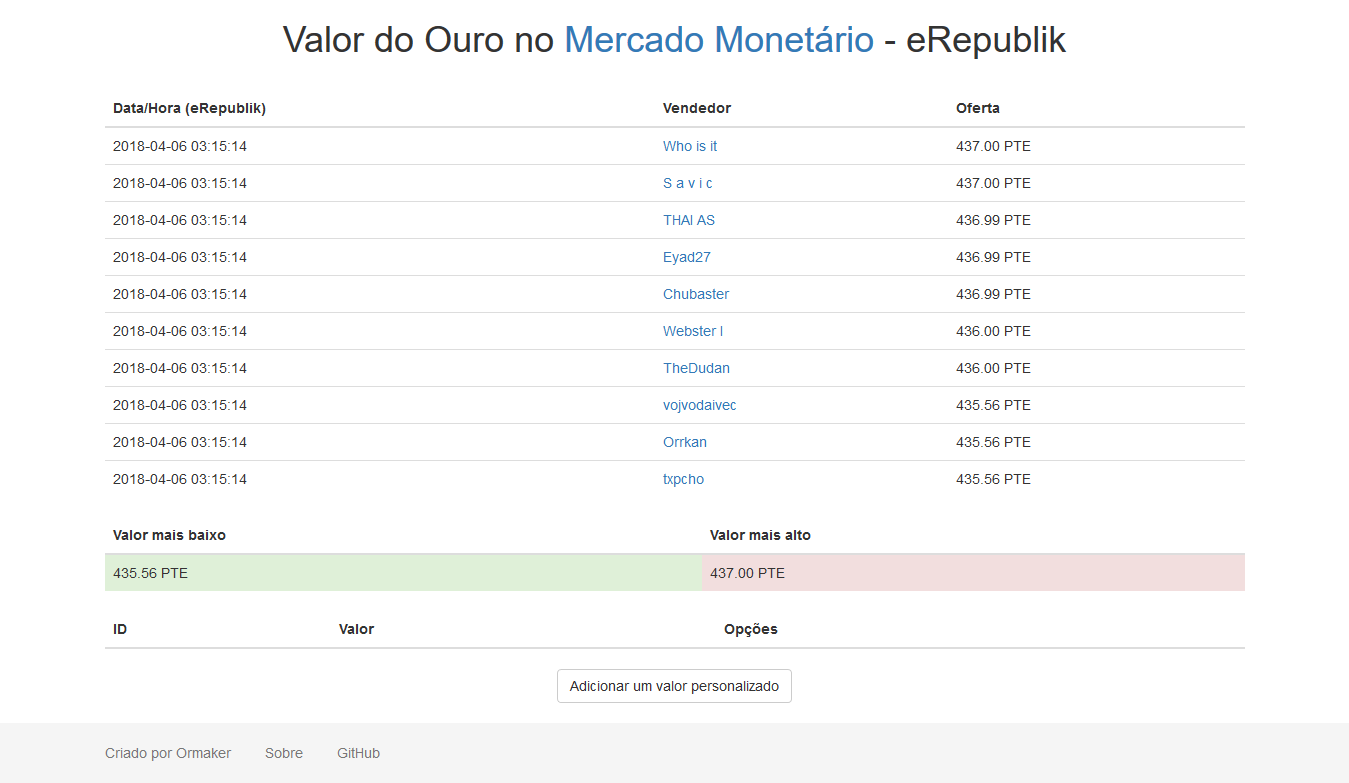 Valor do Ouro no Mercado Monetário - eRepublik
Data/Hora (eRepublik) Vendedor Oferta
2018-04-06 03:15:14 Who is it 437.00 PTE
2018-04-06 03:15:14 S a v i c 437.00 PTE
2018-04-06 03:15:14 THAI AS 436.99 PTE
2018-04-06 03:15:14 Eyad27 436.99 PTE
2018-04-06 03:15:14 Chubaster 436.99 PTE
2018-04-06 03:15:14 Webster I 436.00 PTE
2018-04-06 03:15:14 TheDudan 436.00 PTE
2018-04-06 03:15:14 vojvodaivec 435.56 PTE
2018-04-06 03:15:14 Orrkan 435.56 PTE
2018-04-06 03:15:14 txpcho 435.56 PTE
Valor mais baixo Valor mais alto
435.56 PTE 437.00 PTE
ID Valor Opções
Adicionar um valor personalizado
Criado por Ormaker Sobre GitHub